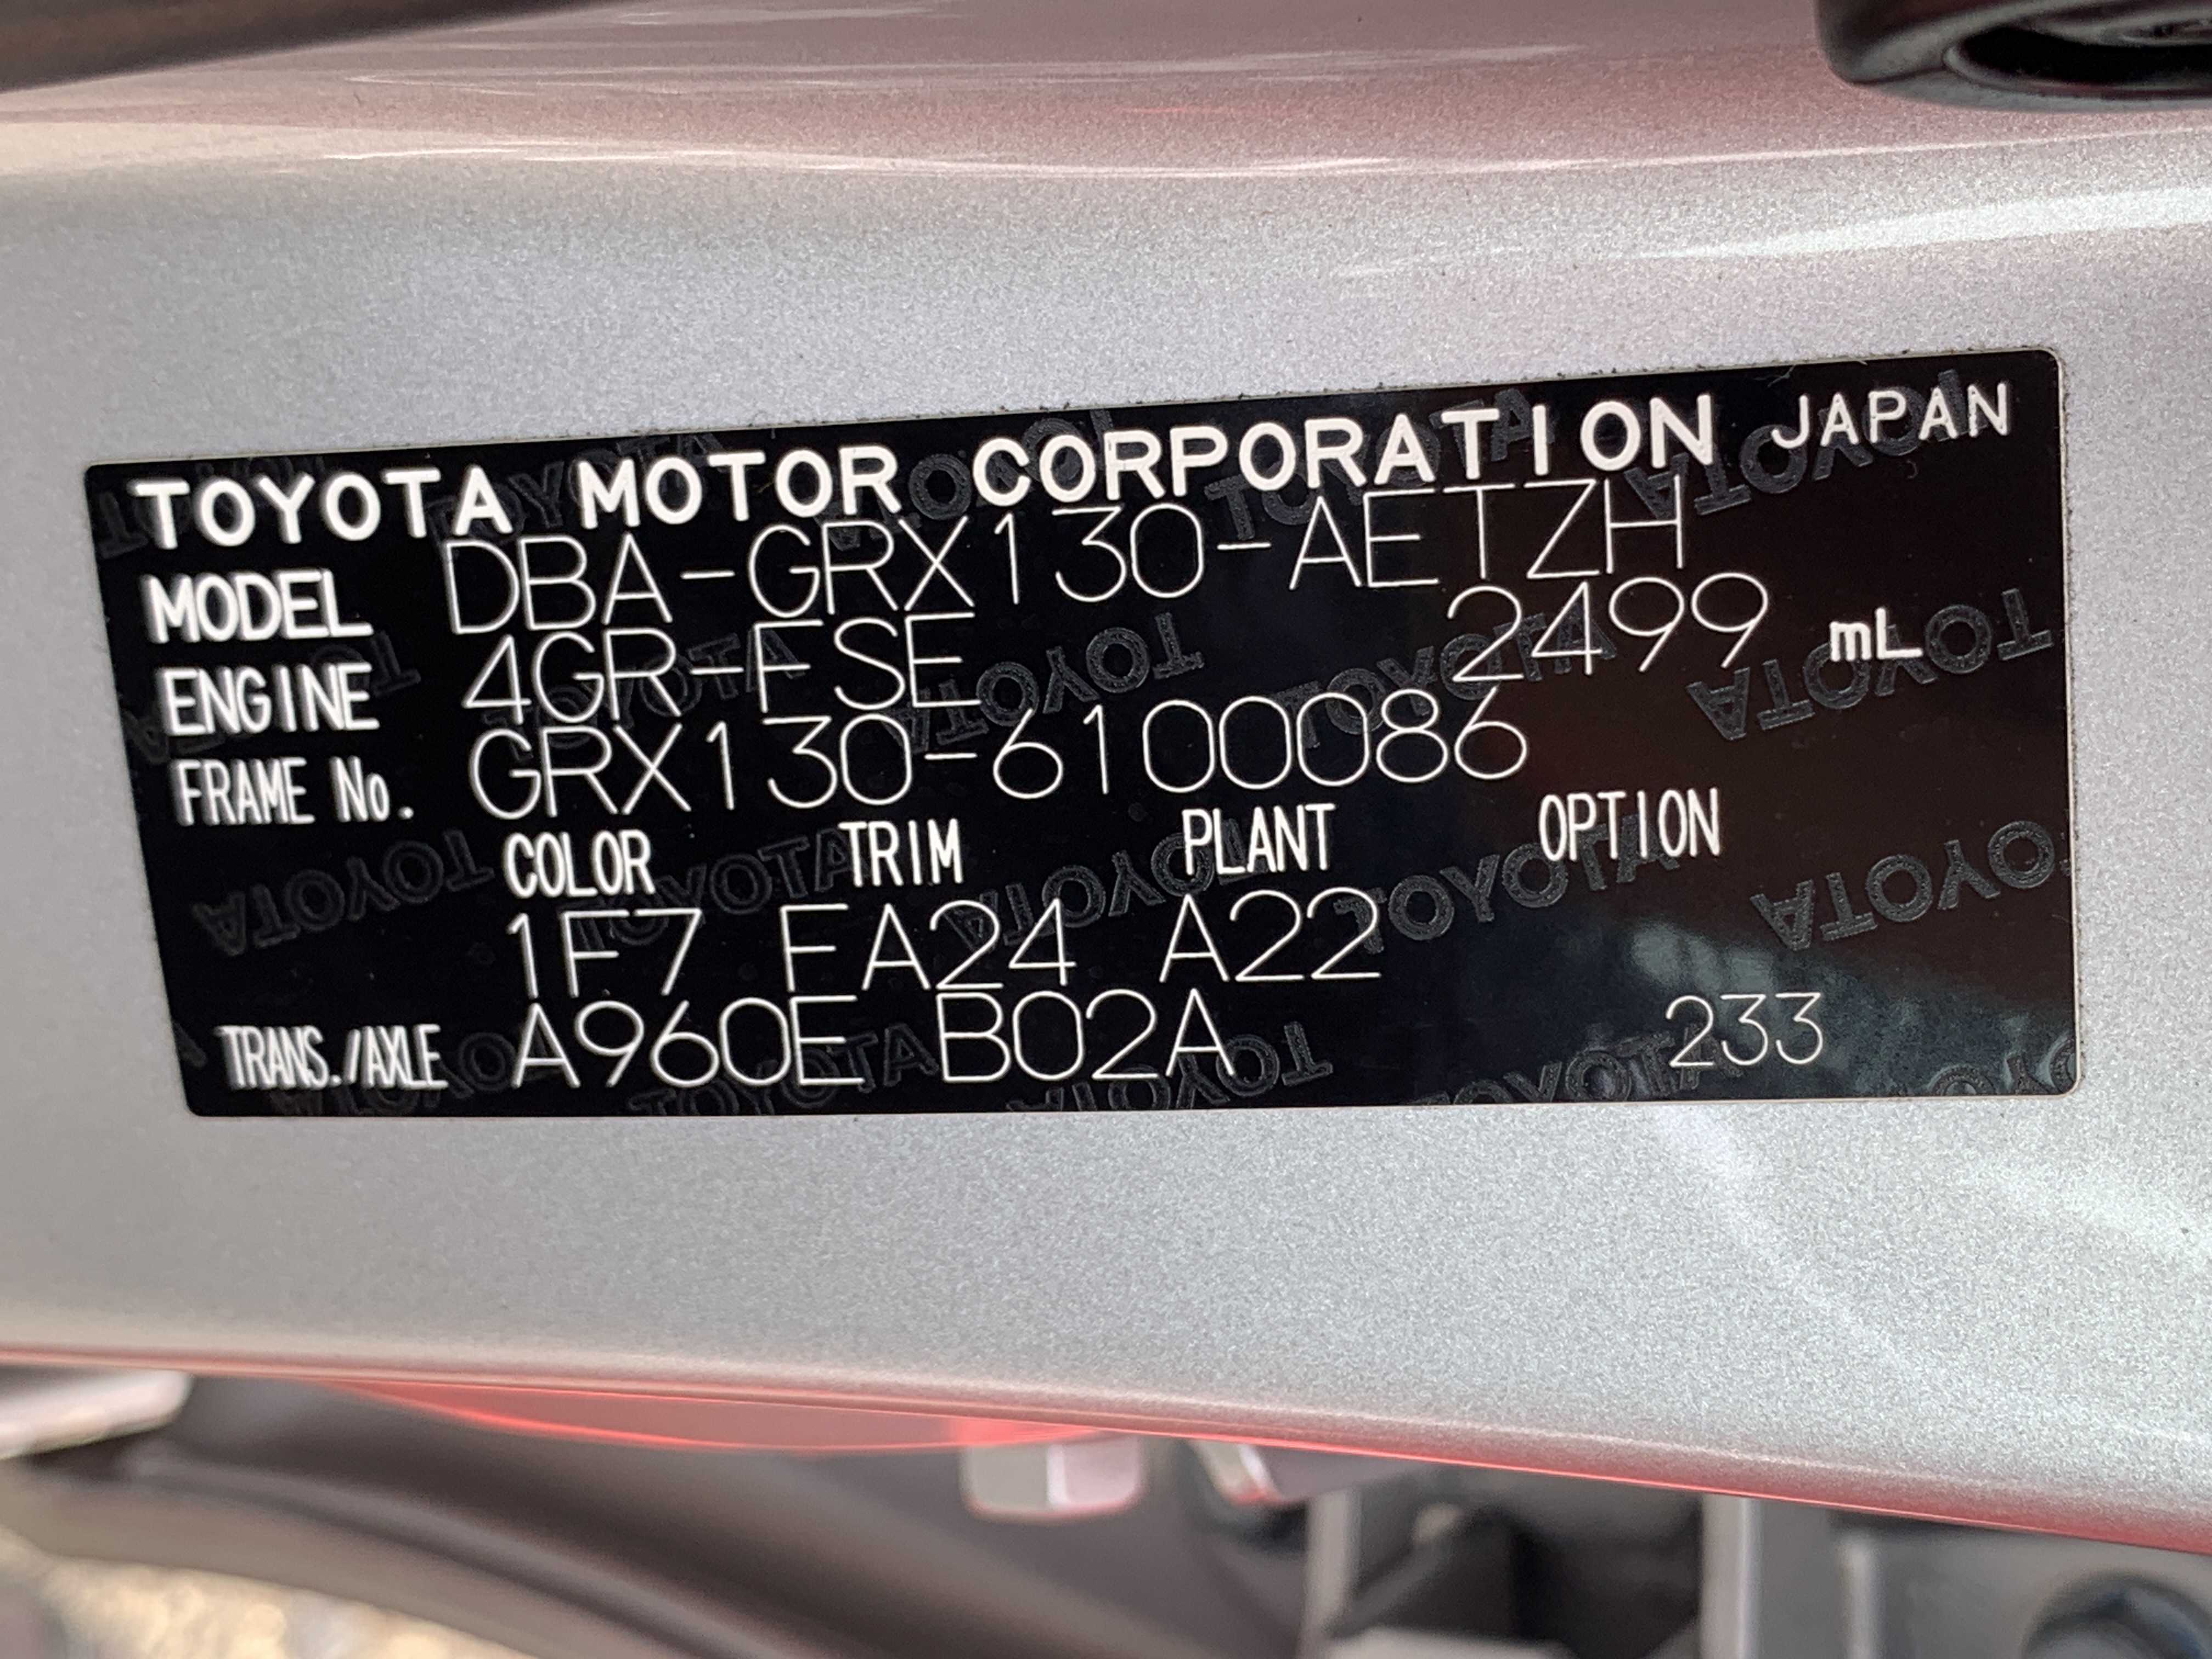 TOYOTA MOTOR CORPORATION JAPAN
MODEL DBA-GRX130-AETZH
ENGINE 4GR-FSE 2499 mL
FRAME No. GRX130-6100086
COLOR TRIM PLANT OPTION
1F7 FA24 A22
TRANS./AXLE A960E B02A 233